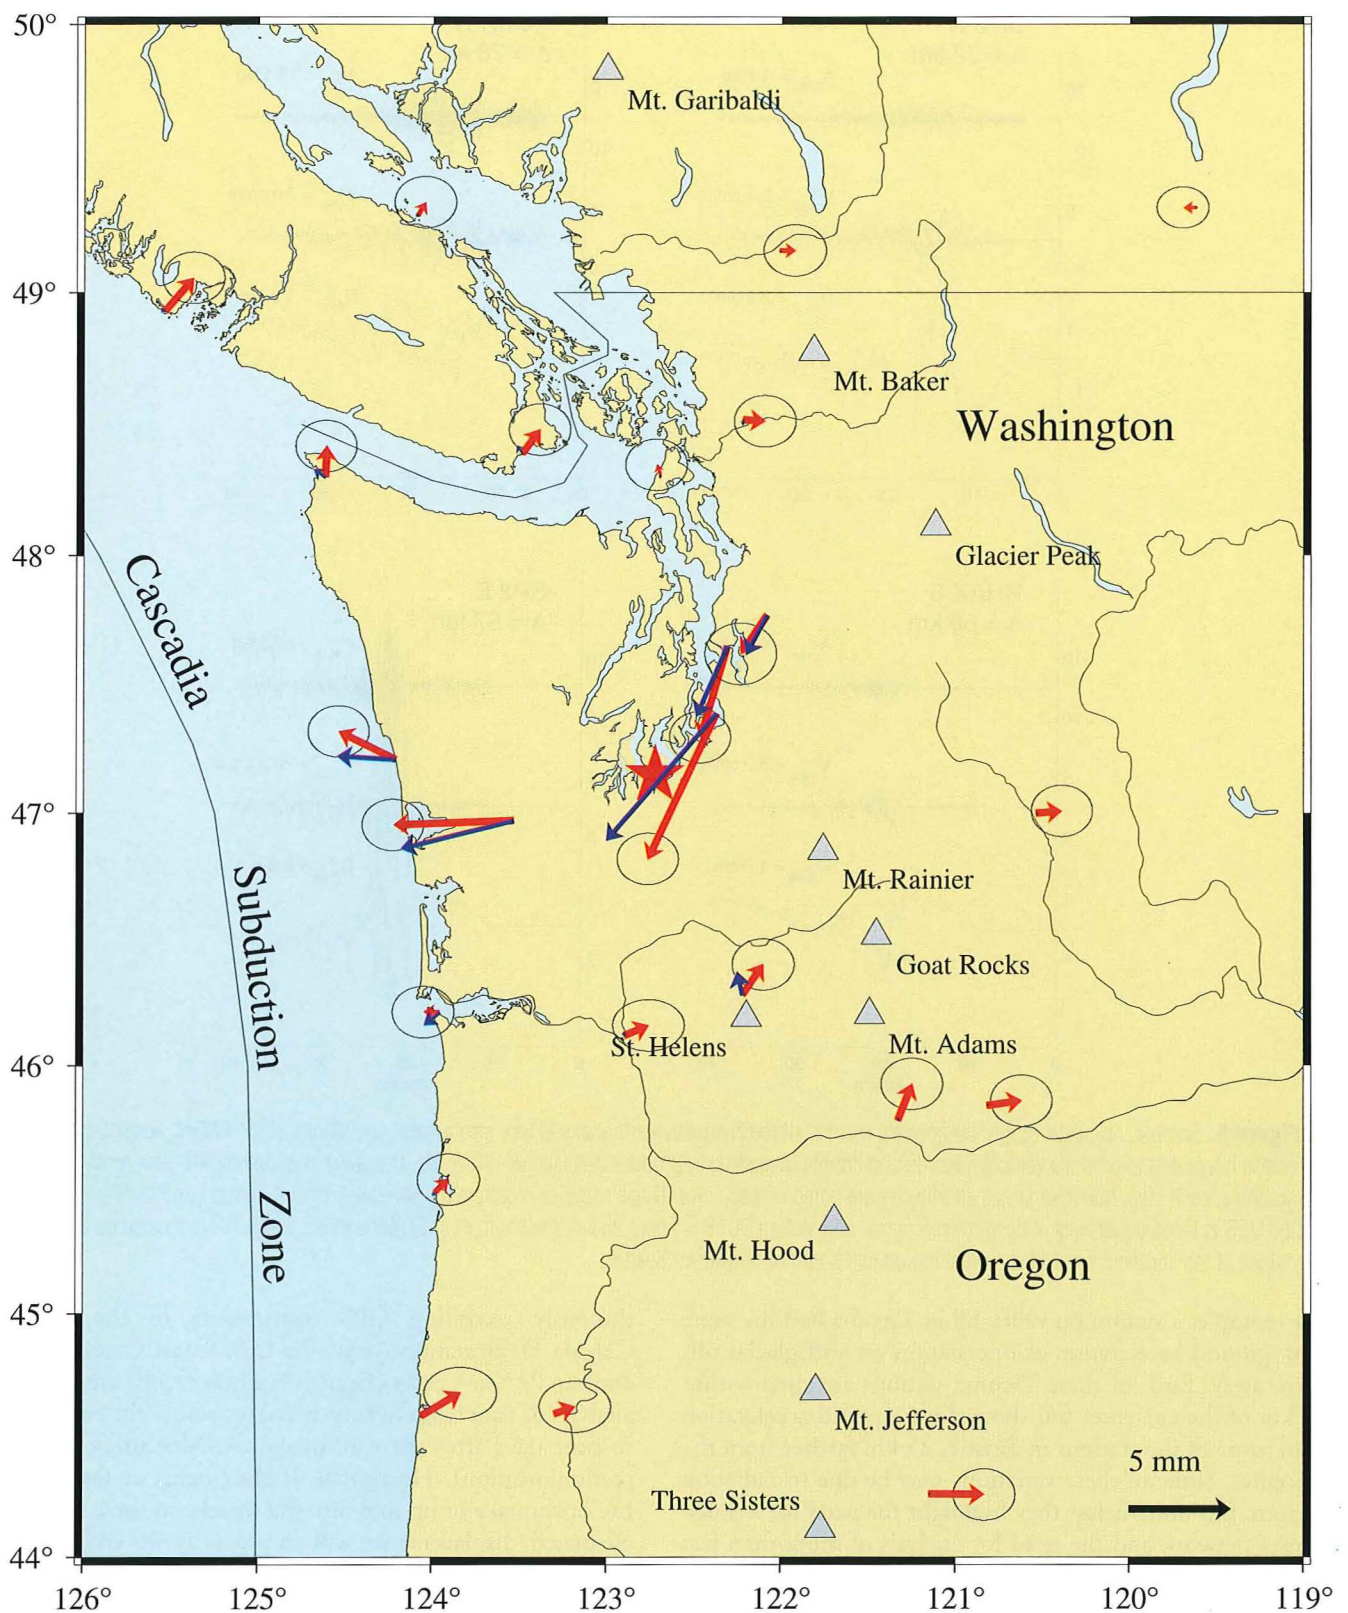 50°
Mt. Garibaldi
49°
Mt. Baker
Washington
48°
Glacier Peak
Cascadia
Subduction
Zone
47°
Mt. Rainier
Goat Rocks
46°
St. Helens
Mt. Adams
Mt. Hood
Oregon
45°
Mt. Jefferson
5 mm
Three Sisters
44°
126° 125° 124° 123° 122° 121° 120° 119°